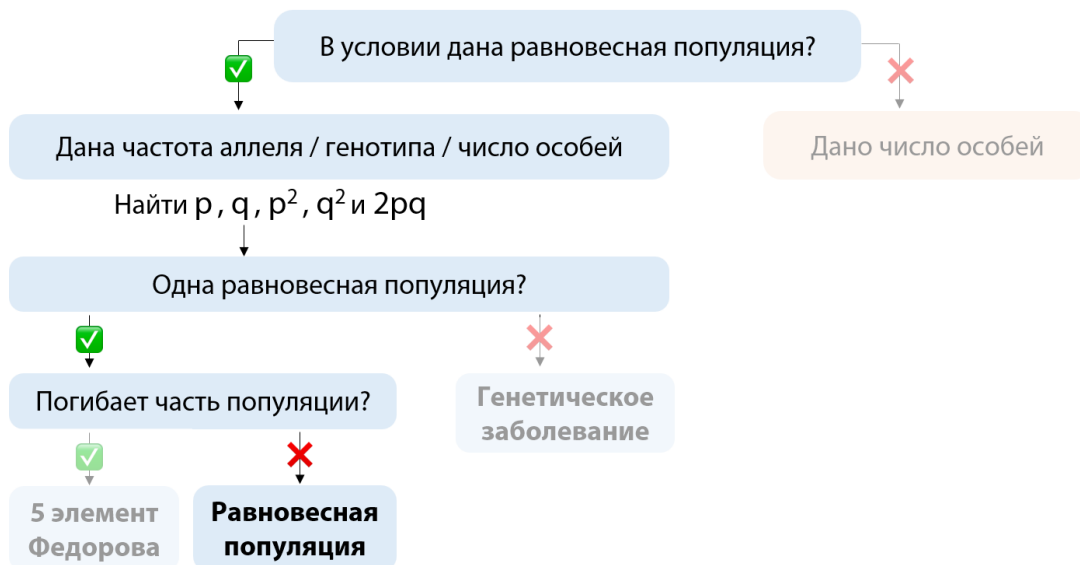 В условии дана равновесная популяция?
Дана частота аллеля / генотипа / число особей
Дано число особей
Найти p , q , p², q² и 2pq
Одна равновесная популяция?
Погибает часть популяции?
Генетическое
заболевание
5 элемент
Федорова
Равновесная
популяция